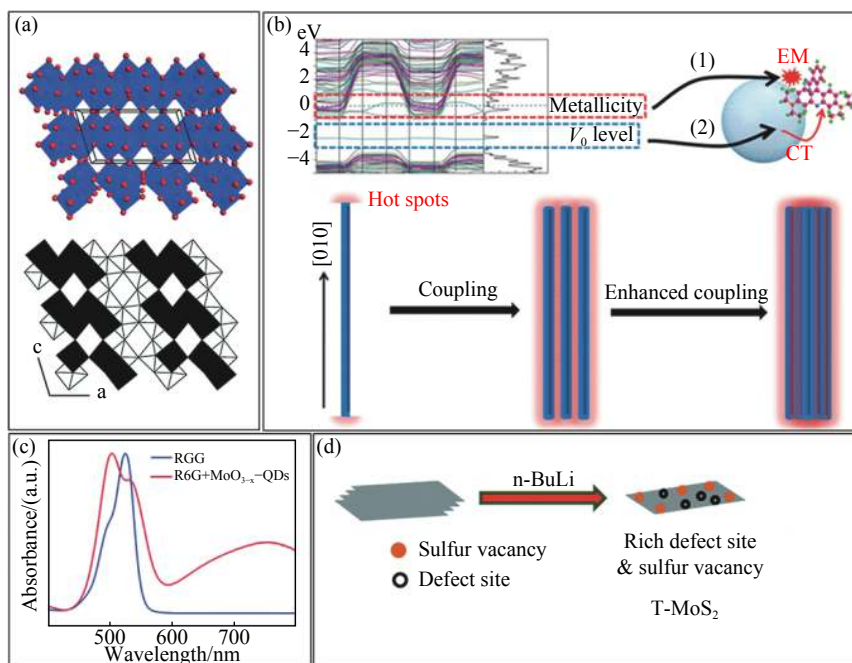 (a)
c
a
(b)
eV
4
2
0
−2
−4
Metallicity
V0 level
(1)
(2)
EM
CT
Hot spots
[010]
Coupling
Enhanced coupling
(c)
RGG
R6G+MoO3−x−QDs
Absorbance/(a.u.)
500
600
700
Wavelength/nm
(d)
n-BuLi
Sulfur vacancy
Defect site
Rich defect site
& sulfur vacancy
T-MoS2